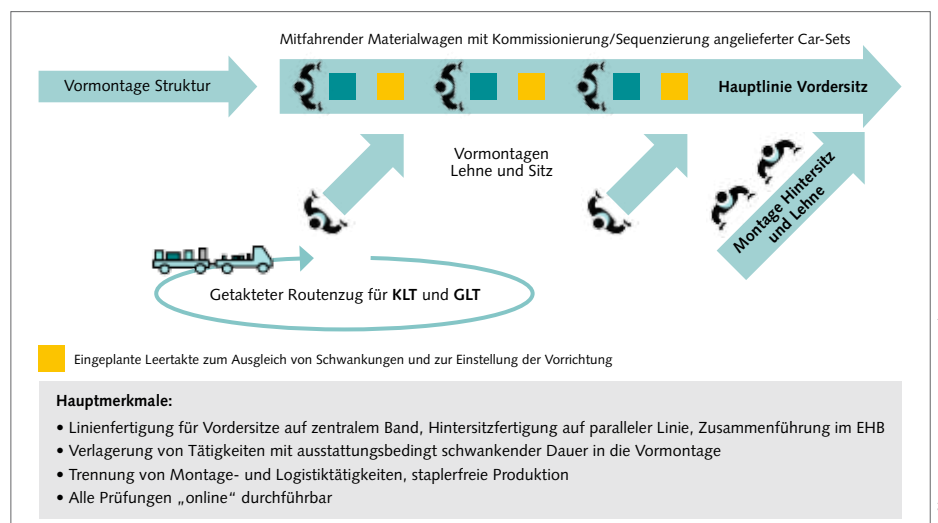 Mitfahrender Materialwagen mit Kommissionierung/Sequenzierung angelieferter Car-Sets
Vormontage Struktur
Hauptlinie Vordersitz
Vormontagen
Lehne und Sitz
Montage Hintersitz
und Lehne
Getakteter Routenzug für KLT und GLT
Eingeplante Leertakte zum Ausgleich von Schwankungen und zur Einstellung der Vorrichtung
Hauptmerkmale:
• Linienfertigung für Vordersitze auf zentralem Band, Hintersitzfertigung auf paralleler Linie, Zusammenführung im EHB
• Verlagerung von Tätigkeiten mit ausstattungsbedingt schwankender Dauer in die Vormontage
• Trennung von Montage- und Logistiktätigkeiten, staplerfreie Produktion
• Alle Prüfungen „online“ durchführbar